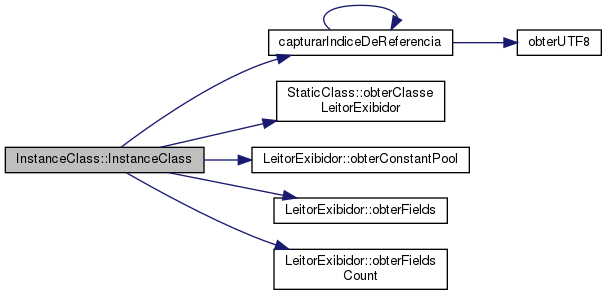 capturarIndiceDeReferencia
obterUTF8
StaticClass::obterClasse
LeitorExibidor
InstanceClass::InstanceClass
LeitorExibidor::obterConstantPool
LeitorExibidor::obterFields
LeitorExibidor::obterFields
Count